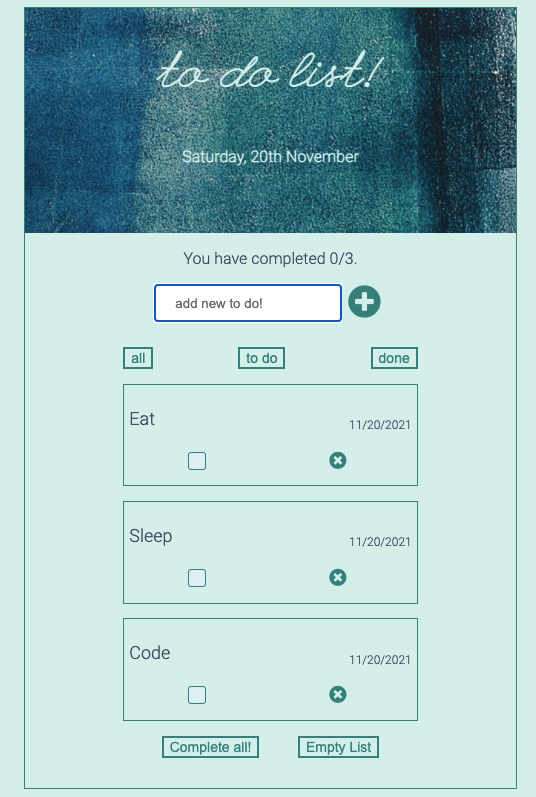 to do list!
Saturday, 20th November
You have completed 0/3.
add new to do!
all to do done
Eat
11/20/2021
Sleep
11/20/2021
Code
11/20/2021
Complete all! Empty List